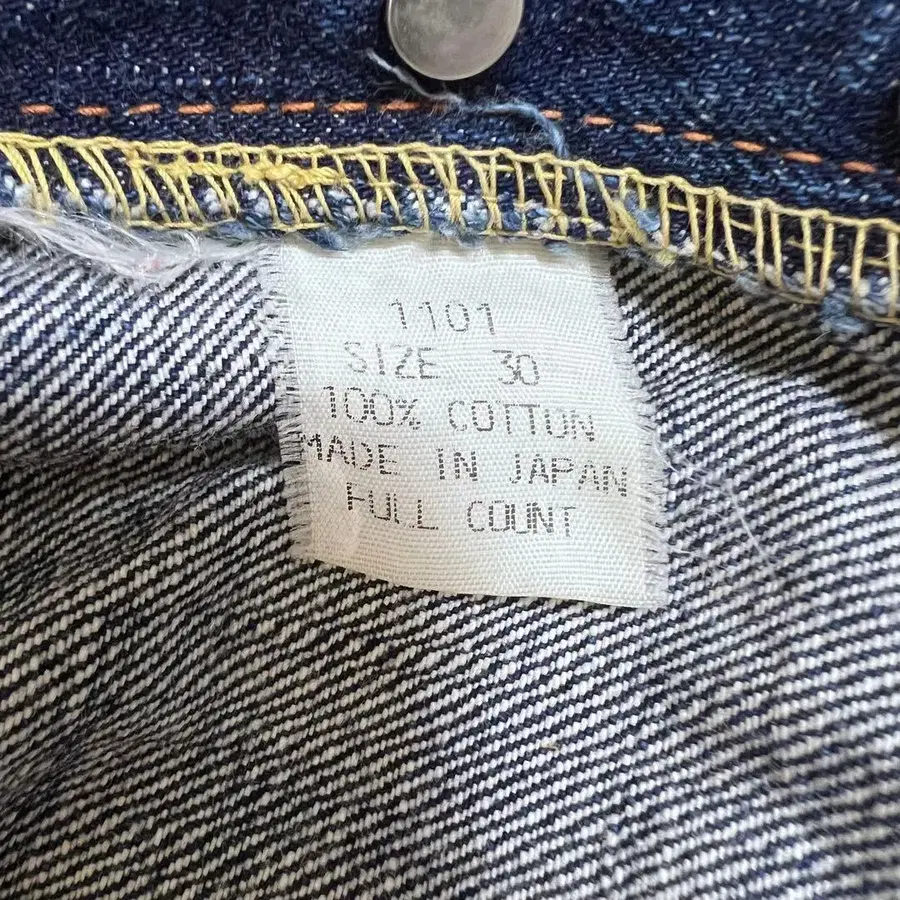 1101
SIZE 30
100% COTTON
MADE IN JAPAN
FULL COUNT